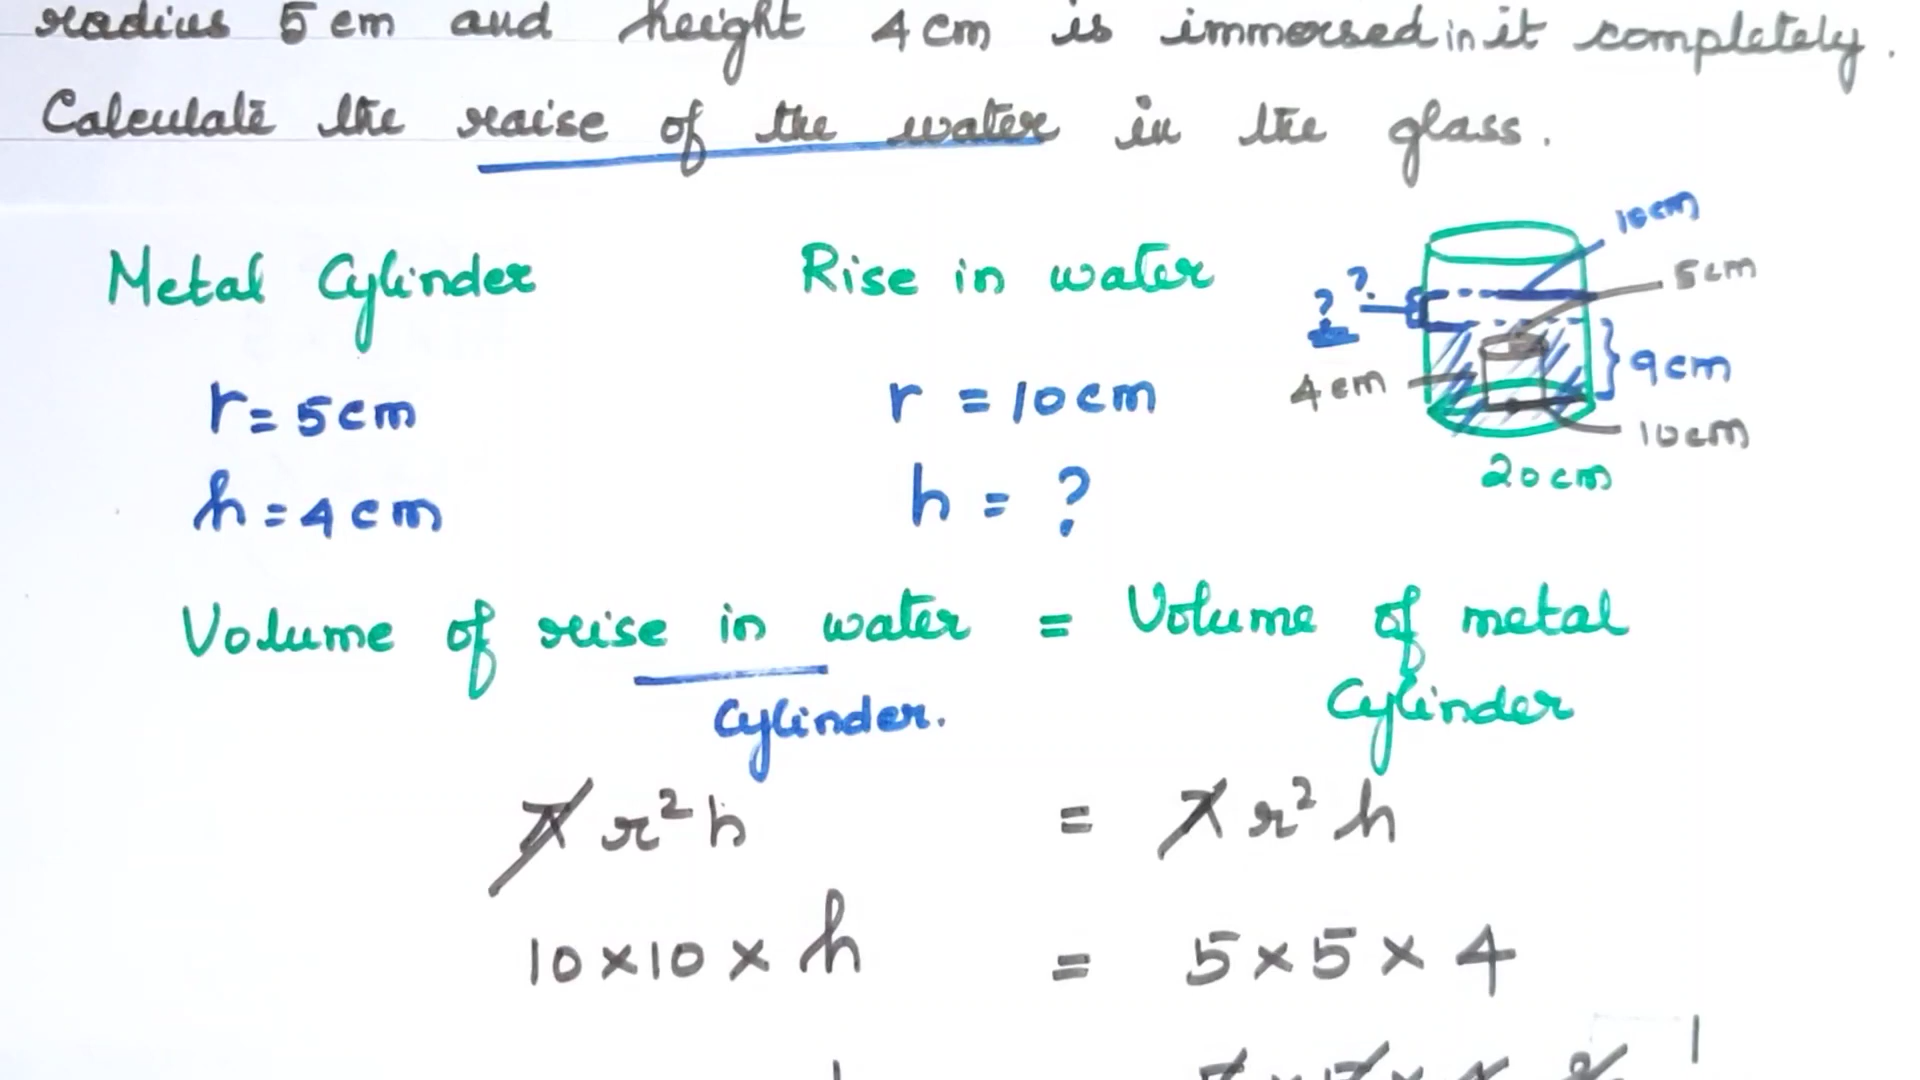 radius 5 cm and height 4 cm is immersed in it completely.
Calculate the raise of the water in the glass.
Metal Cylinder
Rise in water
10cm
5cm
? ?
r = 5cm
r = 10cm
4cm
9cm
10cm
20cm
h = 4cm
h = ?
Volume of reise in water = Volume of metal
Cylinder.
Cylinder
π r² h = π r² h
10 × 10 × h = 5 × 5 × 4